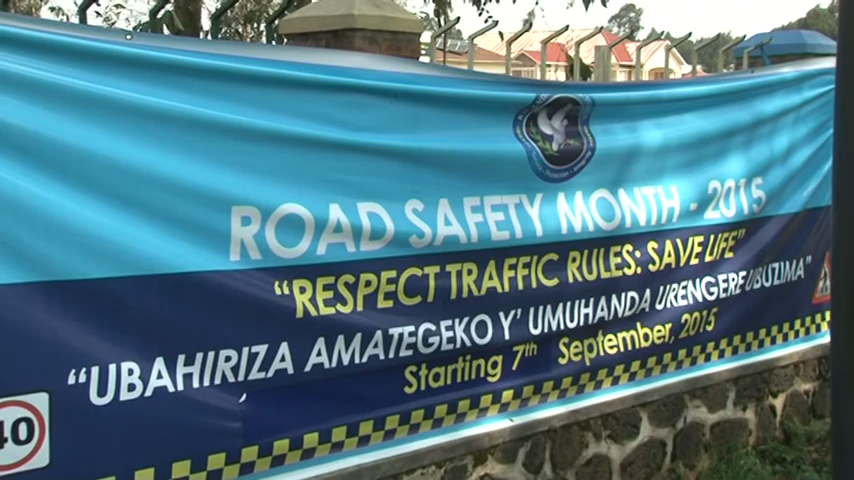 ROAD SAFETY MONTH - 2015
"RESPECT TRAFFIC RULES: SAVE LIFE"
"UBAHIRIZA AMATEGEKO Y' UMUHANDA URENGERE UBUZIMA"
Starting 7th September, 2015
40